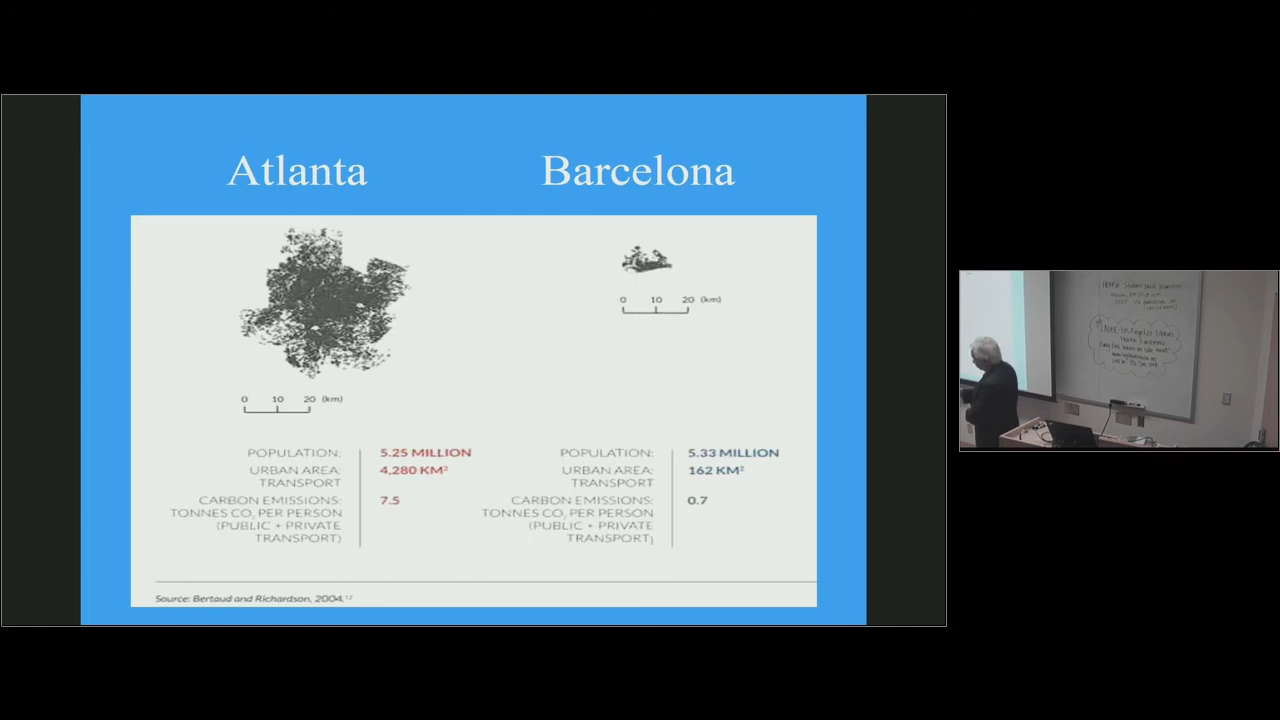 Atlanta
Barcelona
0 10 20 (km)
0 10 20 (km)
POPULATION: 5.25 MILLION
URBAN AREA: 4,280 KM²
TRANSPORT
CARBON EMISSIONS: 7.5
TONNES CO₂ PER PERSON
(PUBLIC + PRIVATE
TRANSPORT)
POPULATION: 5.33 MILLION
URBAN AREA: 162 KM²
TRANSPORT
CARBON EMISSIONS: 0.7
TONNES CO₂ PER PERSON
(PUBLIC + PRIVATE
TRANSPORT)
Source: Bertaud and Richardson, 2004.¹²